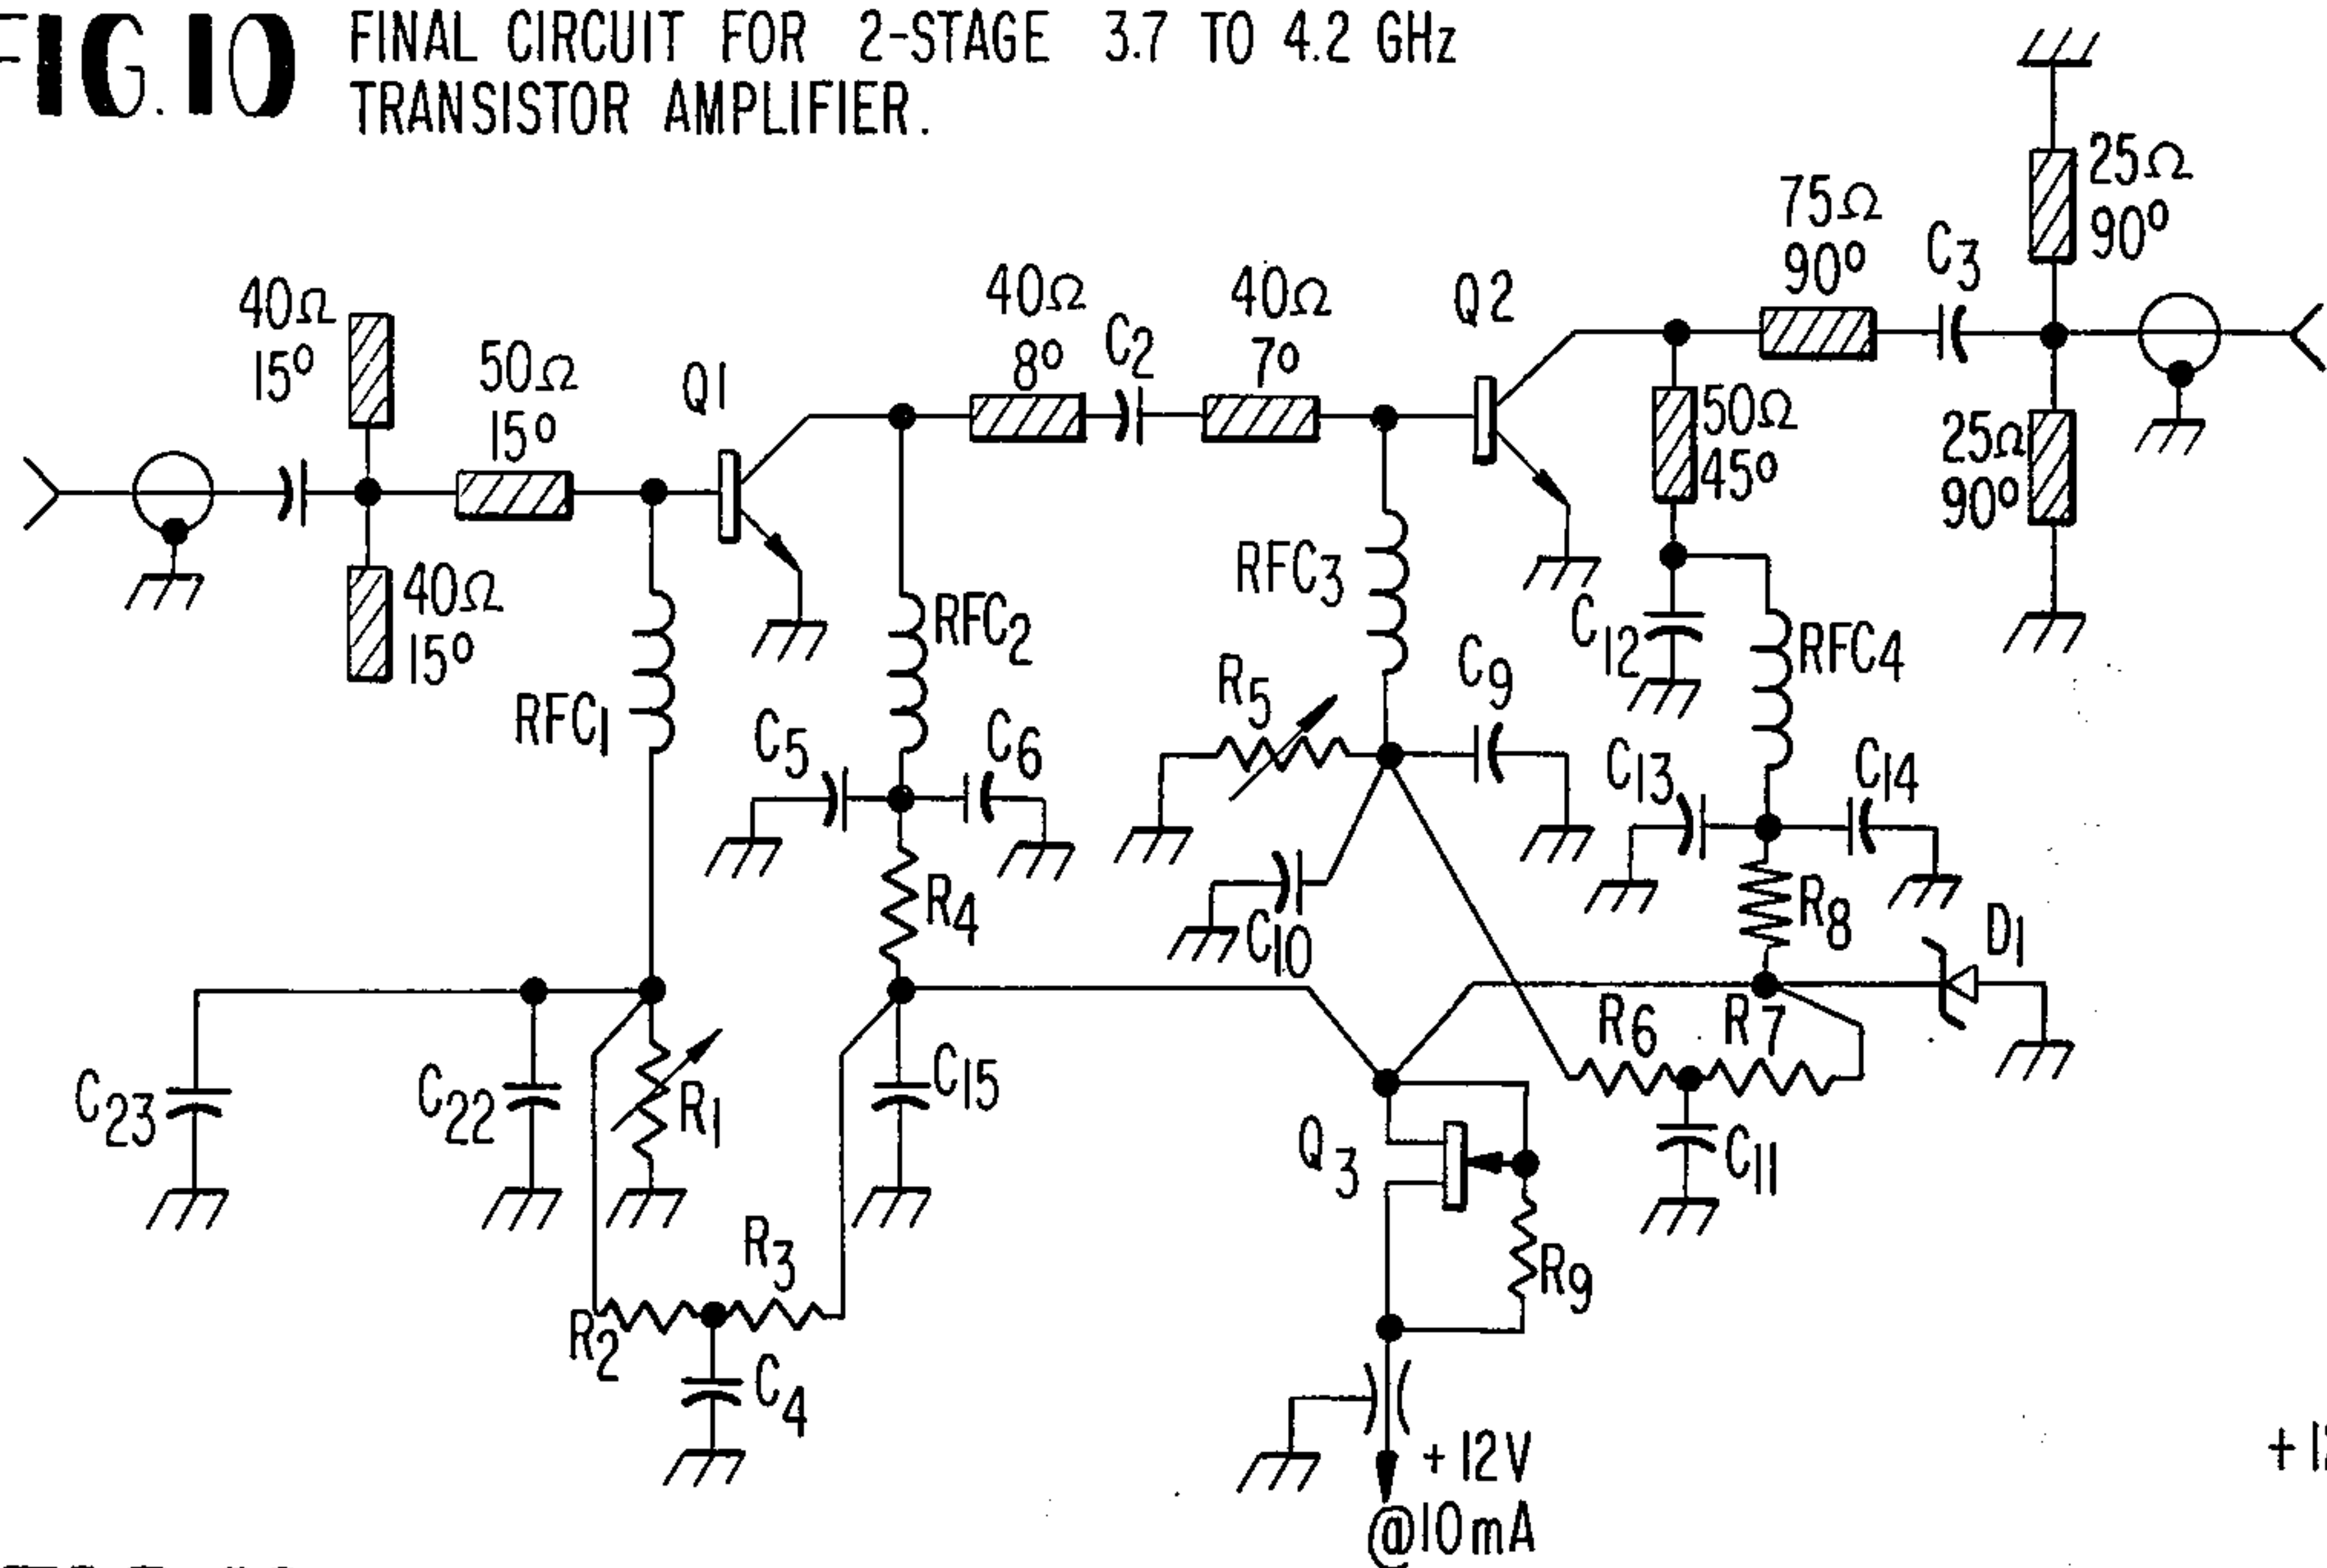 FIG. 10
FINAL CIRCUIT FOR 2-STAGE 3.7 TO 4.2 GHz
TRANSISTOR AMPLIFIER.
25Ω
90°
75Ω
90°
C3
40Ω
15°
50Ω
15°
Q1
40Ω
8°
C2
40Ω
7°
Q2
50Ω
45°
25Ω
90°
40Ω
15°
RFC1
RFC2
RFC3
C12
RFC4
C5
C6
R5
C9
C13
C14
R4
C10
R8
D1
R6
R7
C23
C22
R1
C15
Q3
C11
R3
R9
R2
C4
+12V
@10mA
+12